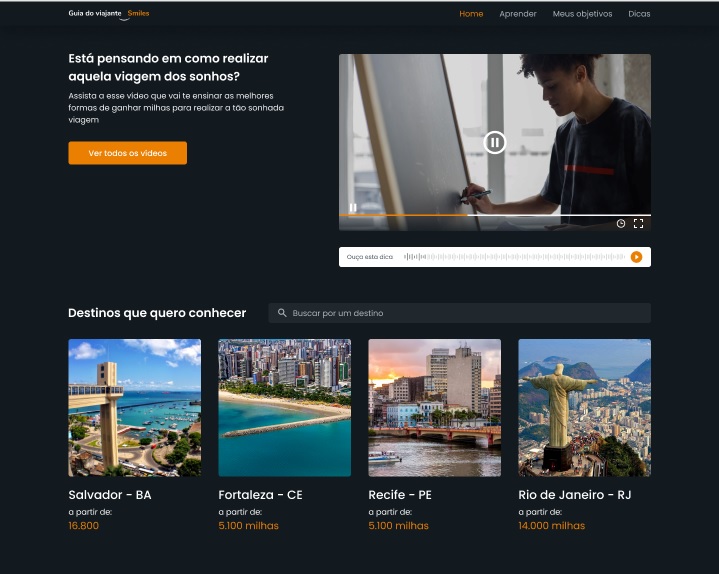 Guia do viajante Smiles
Home Aprender Meus objetivos Dicas
Está pensando em como realizar
aquela viagem dos sonhos?
Assista a esse vídeo que vai te ensinar as melhores
formas de ganhar milhas para realizar a tão sonhada
viagem
Ver todos os vídeos
Ouça esta dica
Destinos que quero conhecer
Buscar por um destino
Salvador - BA
a partir de:
16.800
Fortaleza - CE
a partir de:
5.100 milhas
Recife - PE
a partir de:
5.100 milhas
Rio de Janeiro - RJ
a partir de:
14.000 milhas